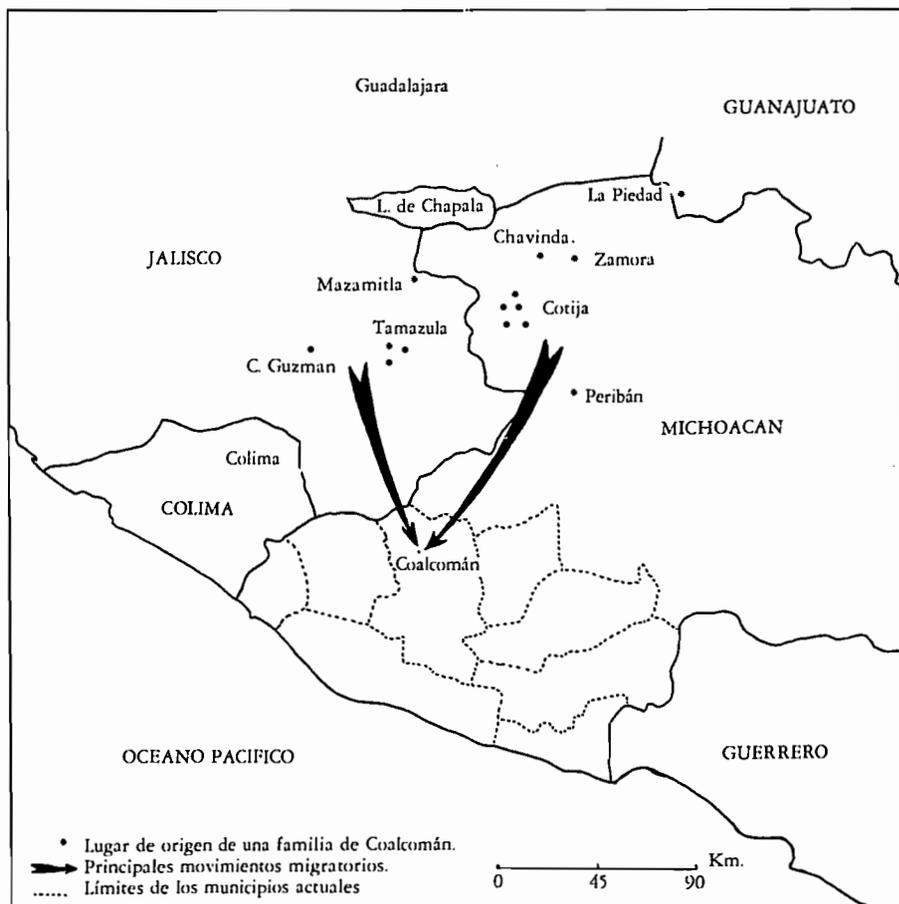 Guadalajara
GUANAJUATO
La Piedad
L. de Chapala
Chavinda.
Zamora
JALISCO
Mazamitla
Cotija
Tamazula
C. Guzman
Peribán
MICHOACAN
Colima
COLIMA
Coalcomán
OCEANO PACIFICO
GUERRERO
Lugar de origen de una familia de Coalcomán.
Principales movimientos migratorios.
Límites de los municipios actuales
Km.
0 45 90